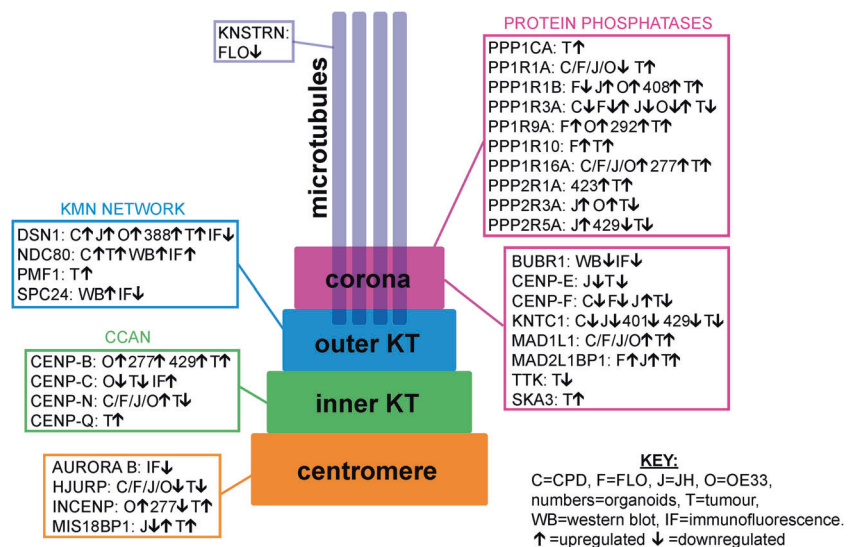 KNSTRN:
FLO↓
microtubules
PROTEIN PHOSPHATASES
PPP1CA: T↑
PP1R1A: C/F/J/O↓ T↑
PPP1R1B: F↓ J↑ O↑ 408↑ T↑
PPP1R3A: C↓ F↓↑ J↓O↓↑ T↓
PP1R9A: F↑ O↑ 292↑T↑
PPP1R10: F↑T↑
PPP1R16A: C/F/J/O↑ 277↑ T↑
PPP2R1A: 423↑ T↑
PPP2R3A: J↑ O↑ T↓
PPP2R5A: J↑ 429↓T↓
KMN NETWORK
DSN1: C↑ J↑ O↑ 388↑ T↑ IF↓
NDC80: C↑T↑ WB↑IF↑
PMF1: T↑
SPC24: WB↑ IF↓
corona
BUBR1: WB↓IF↓
CENP-E: J↓T↓
CENP-F: C↓ F↓ J↑T↓
KNTC1: C↓ J↓401↓ 429↓ T↓
MAD1L1: C/F/J/O↑ T↑
MAD2L1BP1: F↑ J↑ T↑
TTK: T↓
SKA3: T↑
outer KT
CCAN
CENP-B: O↑277↑ 429↑T↑
CENP-C: O↓T↓ IF↑
CENP-N: C/F/J/O↑T↓
CENP-Q: T↑
inner KT
centromere
AURORA B: IF↓
HJURP: C/F/J/O↓ T↓
INCENP: O↑277↓ T↑
MIS18BP1: J↓↑ T↑
KEY:
C=CPD, F=FLO, J=JH, O=OE33,
numbers=organoids, T=tumour,
WB=western blot, IF=immunofluorescence.
↑ =upregulated ↓ =downregulated